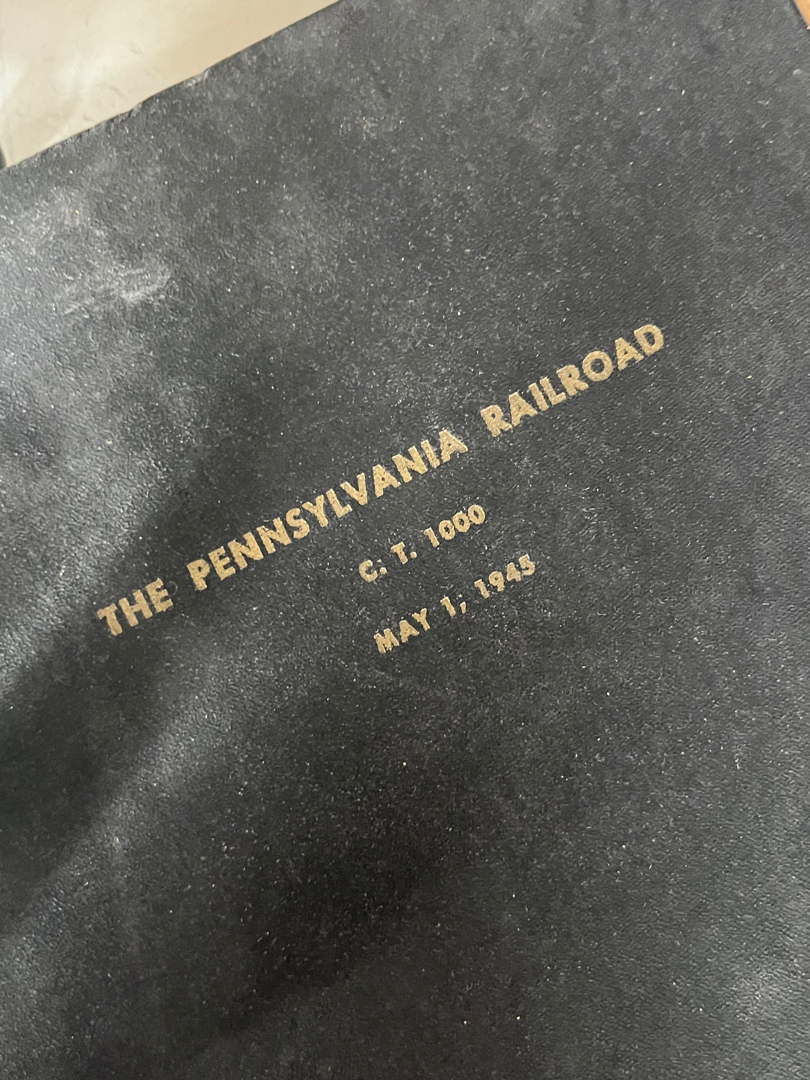 THE PENNSYLVANIA RAILROAD
C. T. 1000
MAY 1, 1945